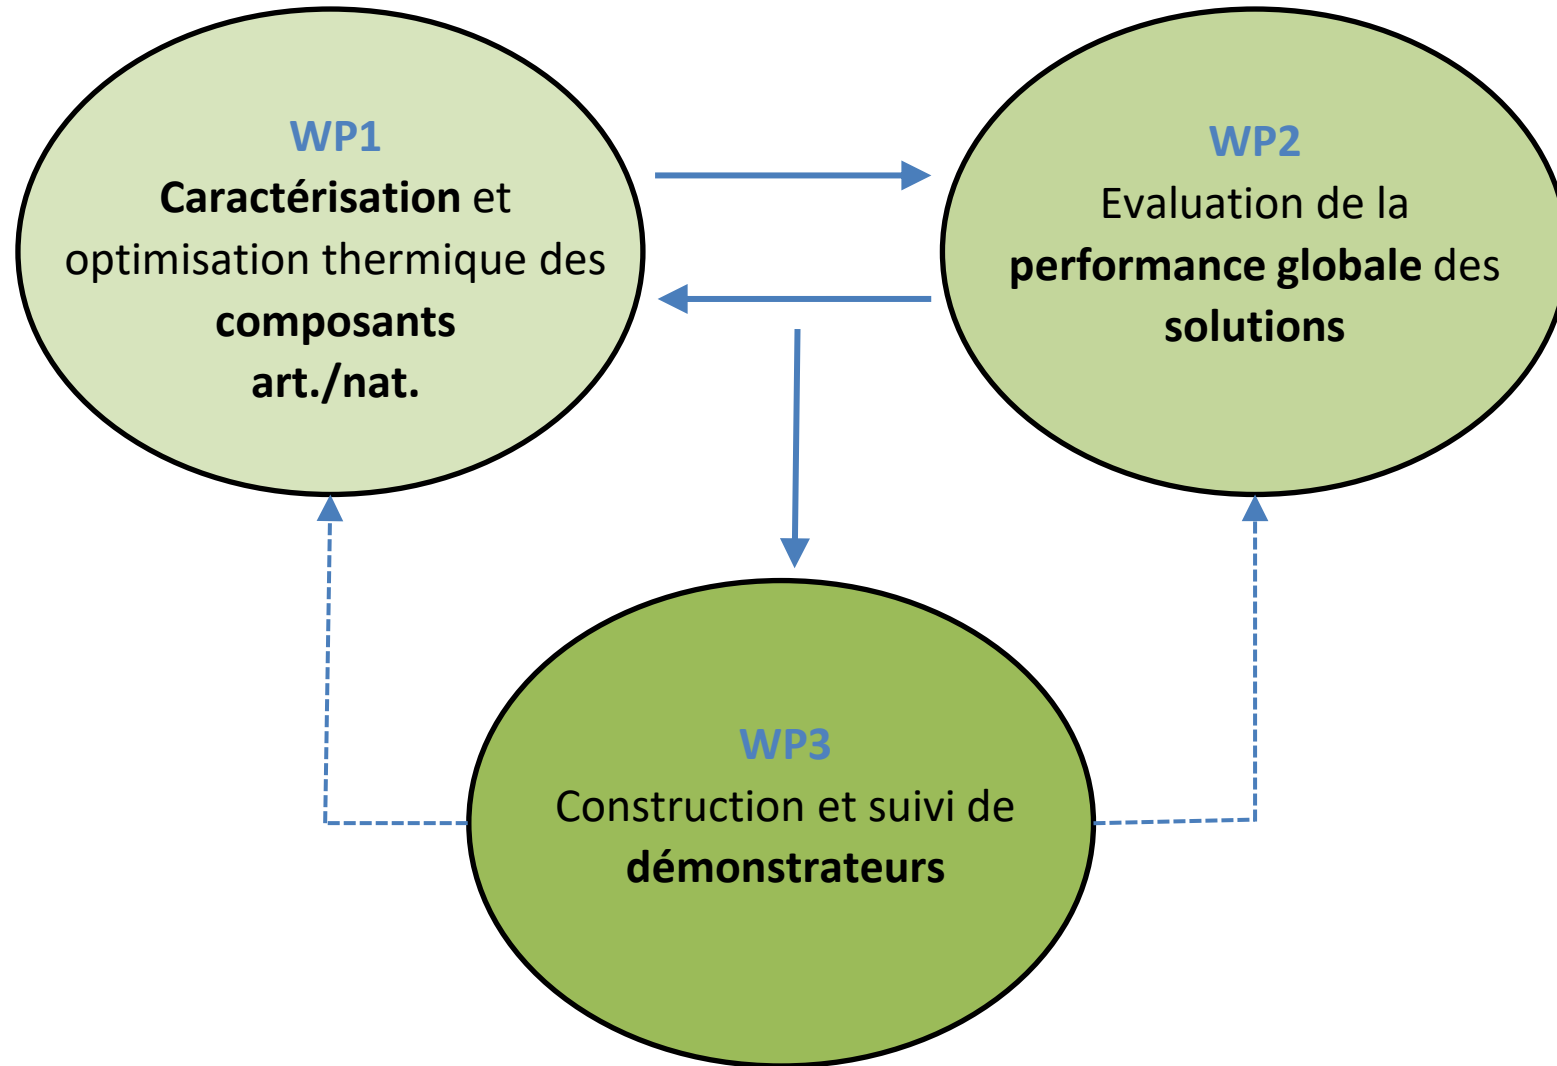 WP1
Caractérisation et
optimisation thermique des
composants
art./nat.
WP2
Evaluation de la
performance globale des
solutions
WP3
Construction et suivi de
démonstrateurs